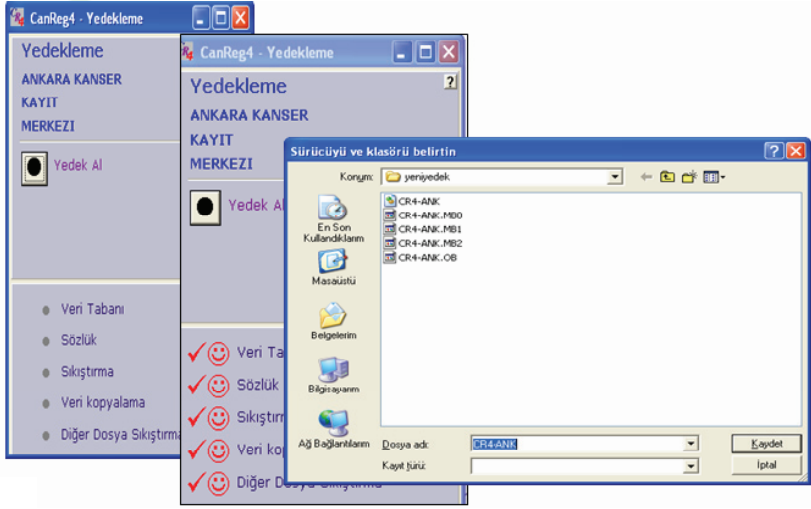 CanReg4 - Yedekleme
Yedekleme
ANKARA KANSER
KAYIT
MERKEZI
Yedek Al
Veri Tabanı
Sözlük
Sıkıştırma
Veri kopyalama
Diğer Dosya Sıkıştırma
CanReg4 - Yedekleme
Yedekleme
?
ANKARA KANSER
KAYIT
MERKEZI
Yedek Al
Veri Ta
Sözlük
Sıkıştırm
Veri kop
Diğer Dosya Sıkıştırma
Sürücüyü ve klasörü belirtin
Konum:
yeniyedek
CR4-ANK
CR4-ANK.MB0
CR4-ANK.MB1
CR4-ANK.MB2
CR4-ANK.OB
En Son
Kullandıklarım
Masaüstü
Belgelerim
Bilgisayarım
Ağ Bağlantılarım
Dosya adı:
CR4-ANK
Kaydet
Kayıt türü:
İptal